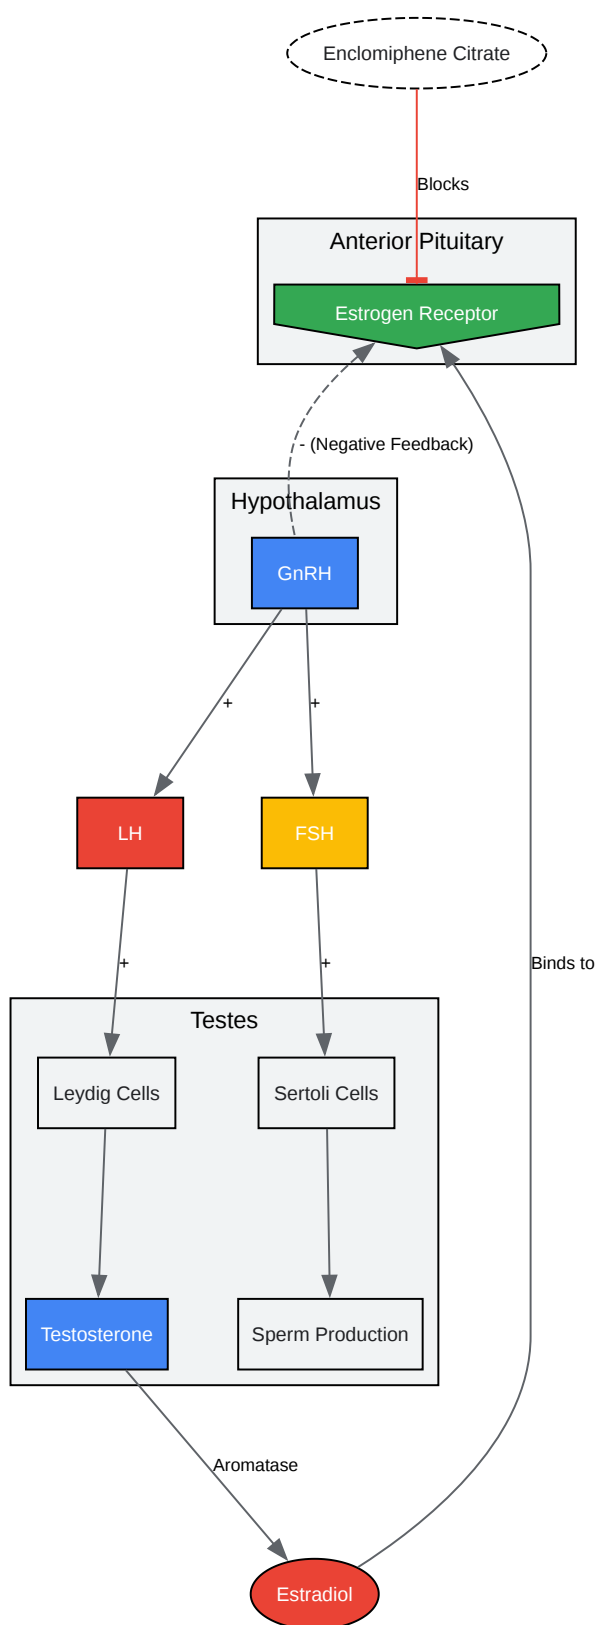 Enclomiphene Citrate
Blocks
Anterior Pituitary
Estrogen Receptor
- (Negative Feedback)
Hypothalamus
GnRH
+
+
LH
FSH
+
+
Binds to
Testes
Leydig Cells
Sertoli Cells
Testosterone
Sperm Production
Aromatase
Estradiol